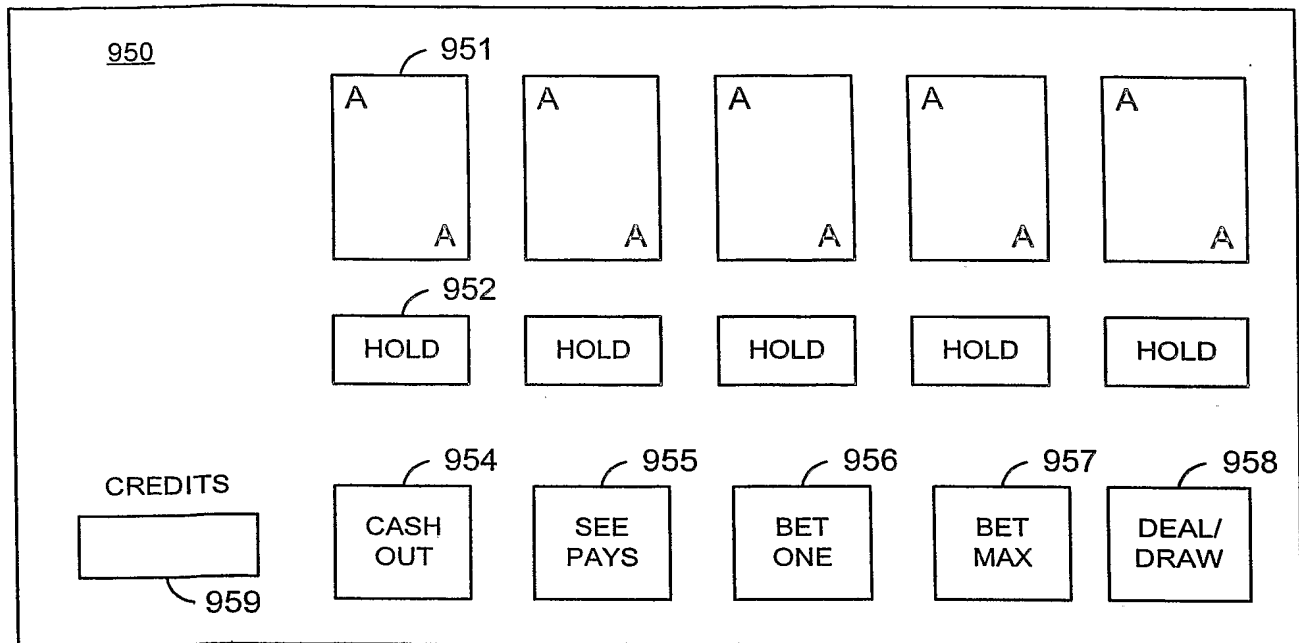 950
951
A A A A A
A A A A A
952
HOLD HOLD HOLD HOLD HOLD
954 955 956 957 958
CREDITS
CASH OUT
SEE PAYS
BET ONE
BET MAX
DEAL/ DRAW
959